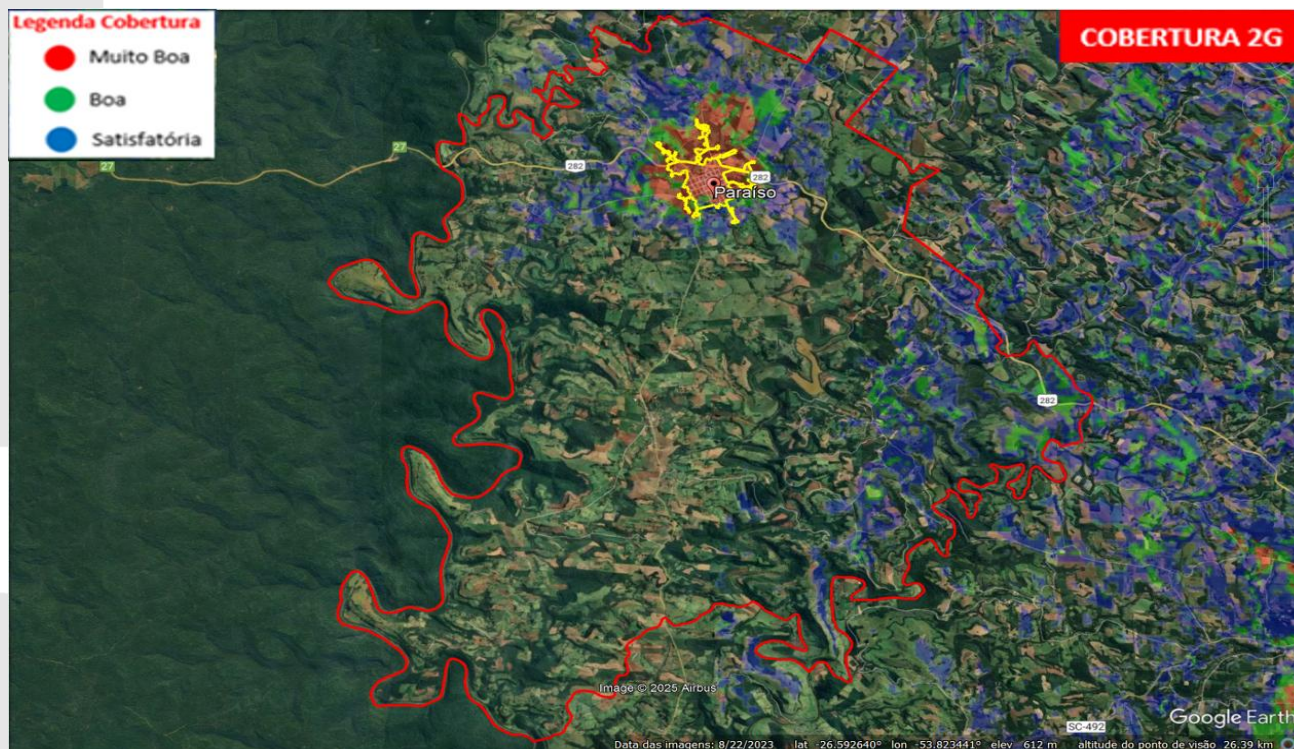 Legenda Cobertura
Muito Boa
Boa
Satisfatória
COBERTURA 2G
27
27
282
282
Paraíso
282
Image © 2025 Airbus
SC-492
Google Earth
Data das imagens: 8/22/2023 lat -26.592640° lon -53.823441° elev 612 m altitude do ponto de visão 26.39 km